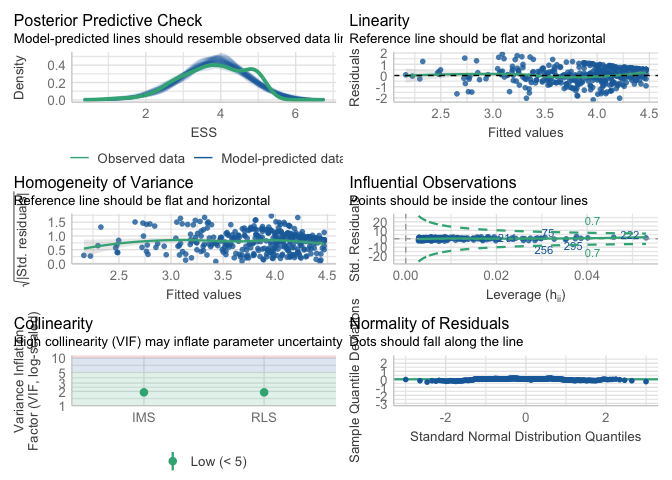 Posterior Predictive Check
Model-predicted lines should resemble observed data lin
Density
0.4
0.2
0.0
2
4
6
ESS
Observed data
Model-predicted data
Linearity
Reference line should be flat and horizontal
Residuals
2
1
0
-1
-2
2.5
3.0
3.5
4.0
4.5
Fitted values
Homogeneity of Variance
Reference line should be flat and horizontal
√|Std. residuals|
1.5
1.0
0.5
0.0
2.5
3.0
3.5
4.0
4.5
Fitted values
Influential Observations
Points should be inside the contour lines
Std. Residuals
20
10
0
-10
-20
0.7
75
222
256
295
0.7
0.00
0.02
0.04
Leverage (hii)
Collinearity
High collinearity (VIF) may inflate parameter uncertainty
Variance Inflation
Factor (VIF, log-scaled)
10
5
3
2
1
IMS
RLS
Low (< 5)
Normality of Residuals
Dots should fall along the line
Sample Quantile Deviations
2
1
0
-1
-2
-3
-2
0
2
Standard Normal Distribution Quantiles